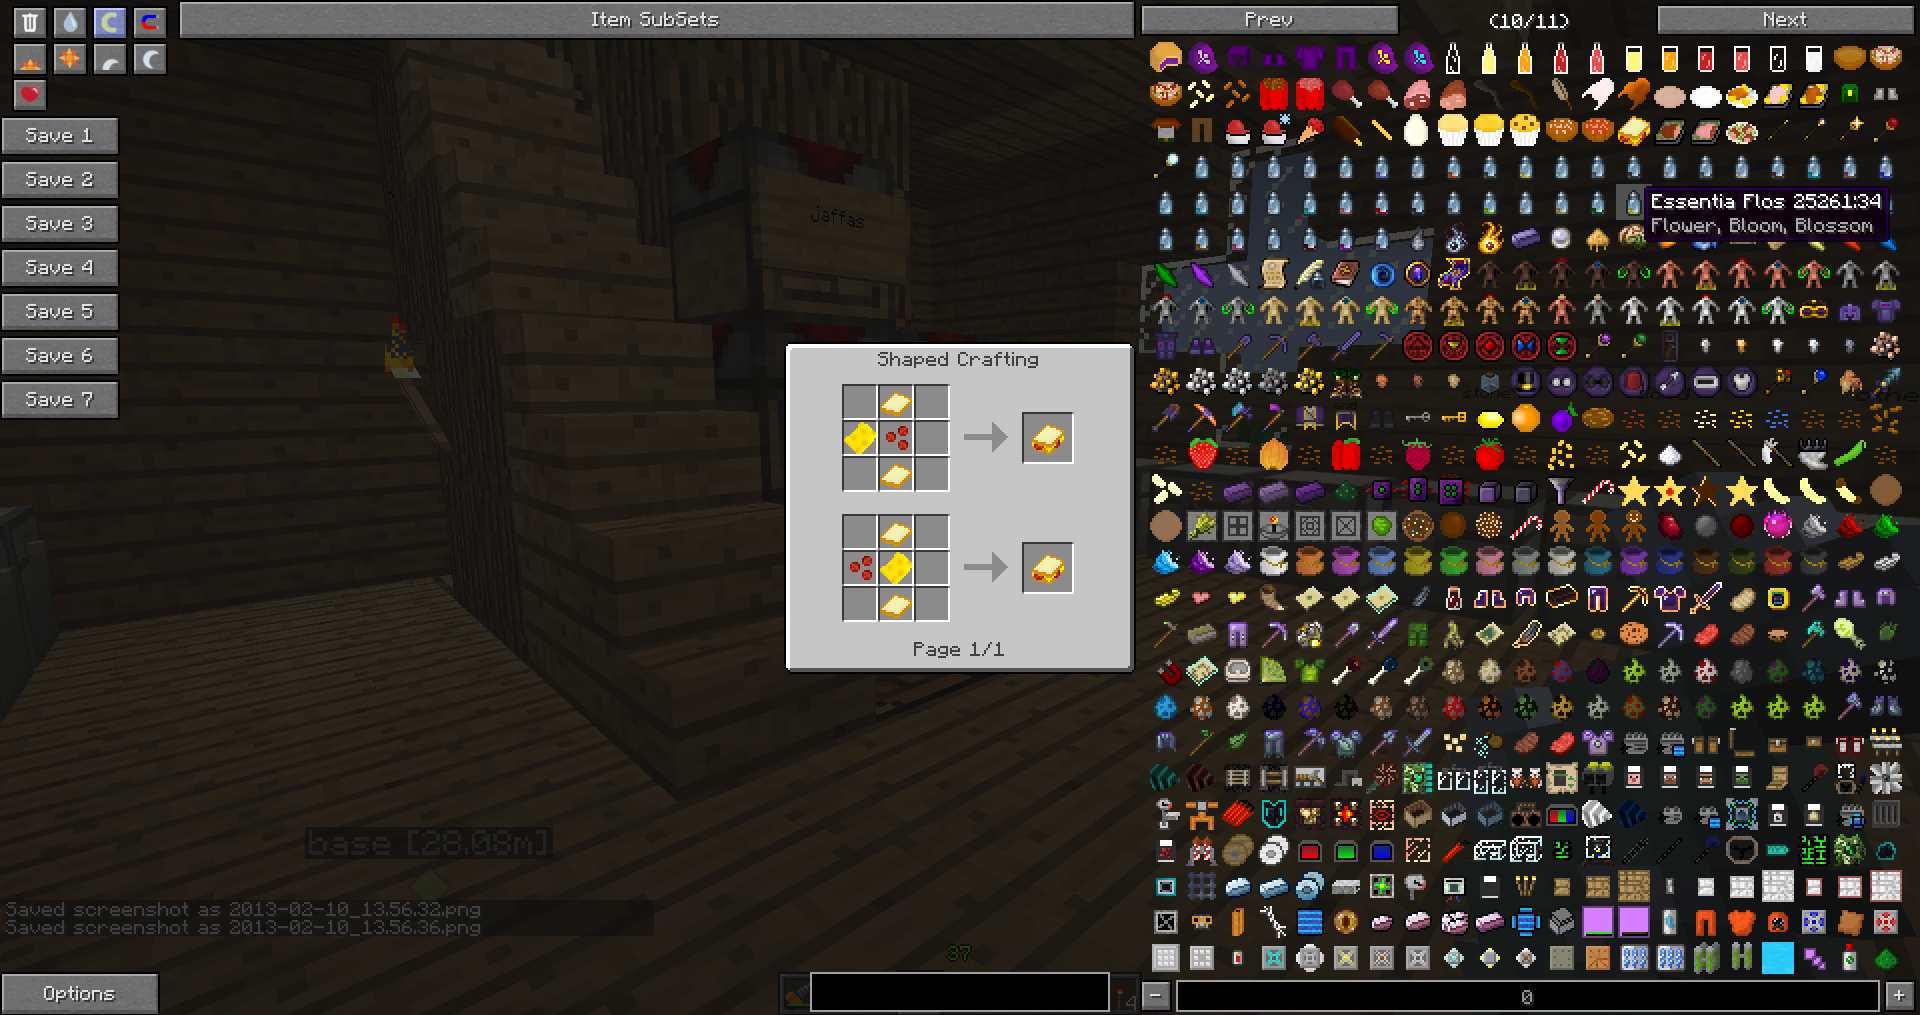 Item SubSets
Prev
(10/11)
Next
Save 1
Save 2
Save 3
Save 4
Save 5
Save 6
Save 7
Jaffas
Essentia Flos 25261:34
Flower, Bloom, Blossom
Shaped Crafting
Page 1/1
base [28.08m]
Saved screenshot as 2013-02-10_13.56.32.png
Saved screenshot as 2013-02-10_13.56.36.png
37
Options
4
-
0
+